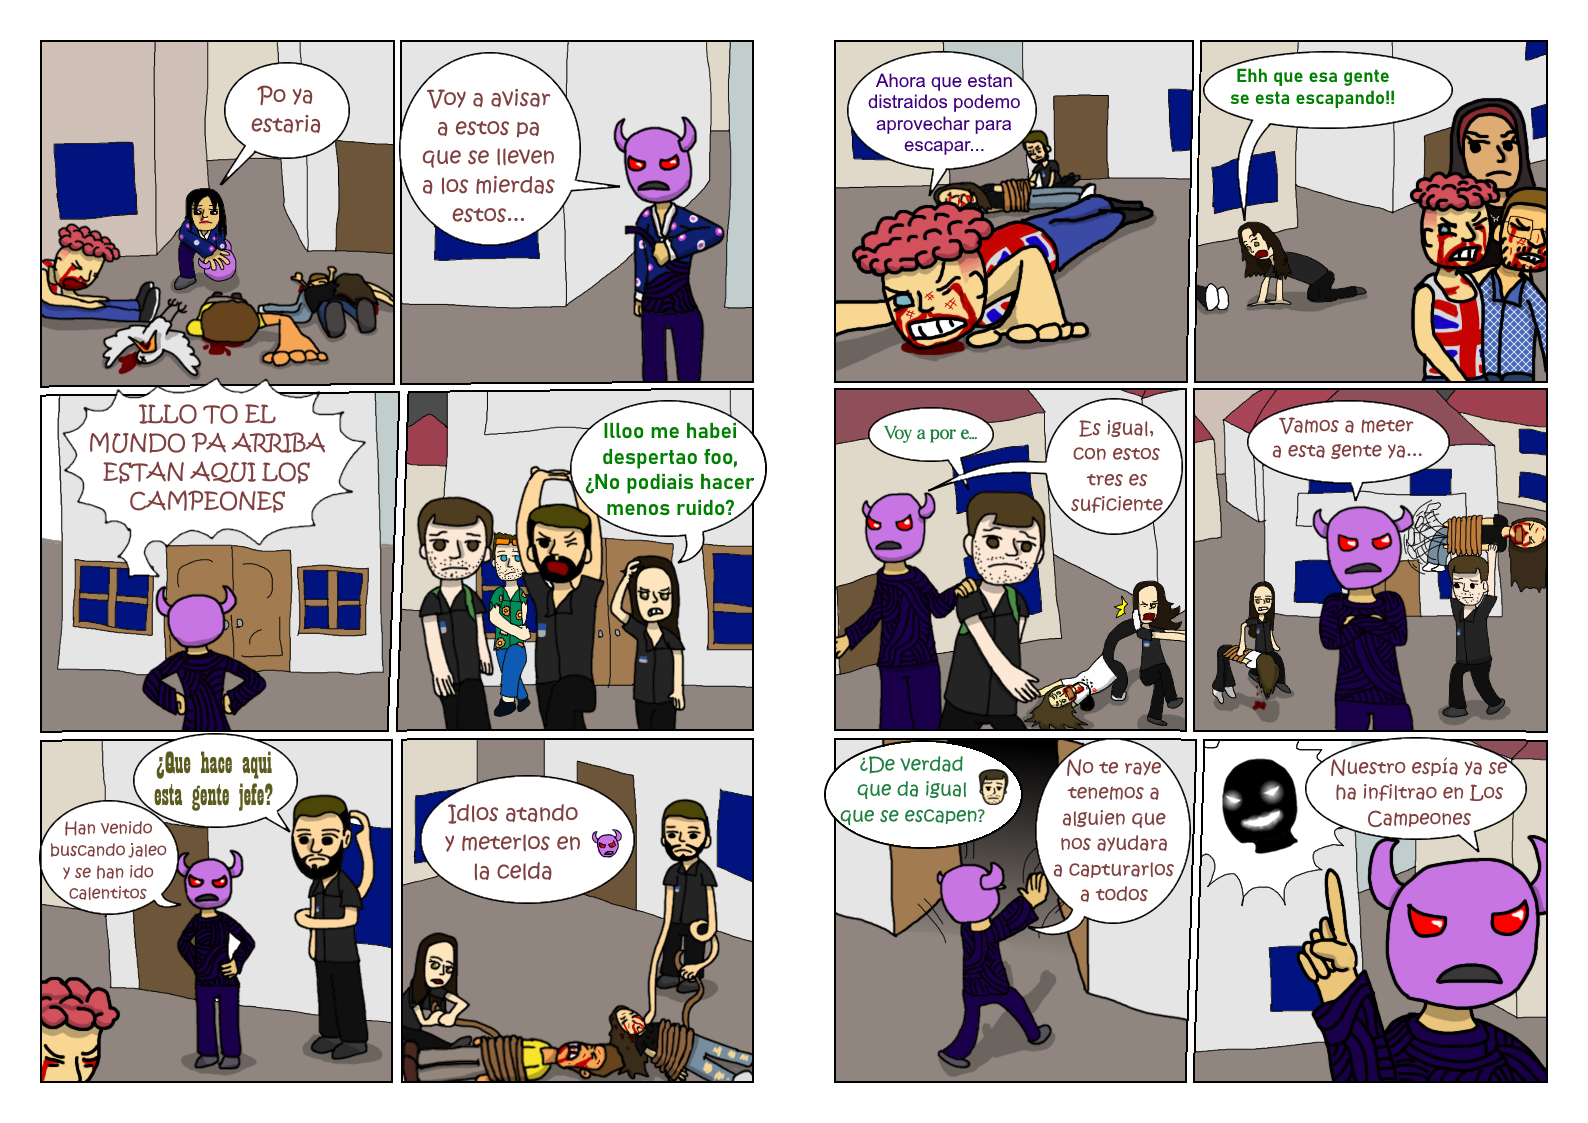 Po ya
estaria
Voy a avisar
a estos pa
que se lleven
a los mierdas
estos...
ILLO TO EL
MUNDO PA ARRIBA
ESTAN AQUI LOS
CAMPEONES
Illoo me habei
despertao foo,
¿No podiais hacer
menos ruido?
¿Que hace aqui
esta gente jefe?
Han venido
buscando jaleo
y se han ido
calentitos
Idlos atando
y meterlos en
la celda
Ahora que estan
distraidos podemo
aprovechar para
escapar...
Ehh que esa gente
se esta escapando!!
Voy a por e...
Es igual,
con estos
tres es
suficiente
Vamos a meter
a esta gente ya...
¿De verdad
que da igual
que se escapen?
No te raye
tenemos a
alguien que
nos ayudara
a capturarlos
a todos
Nuestro espía ya se
ha infiltrao en Los
Campeones